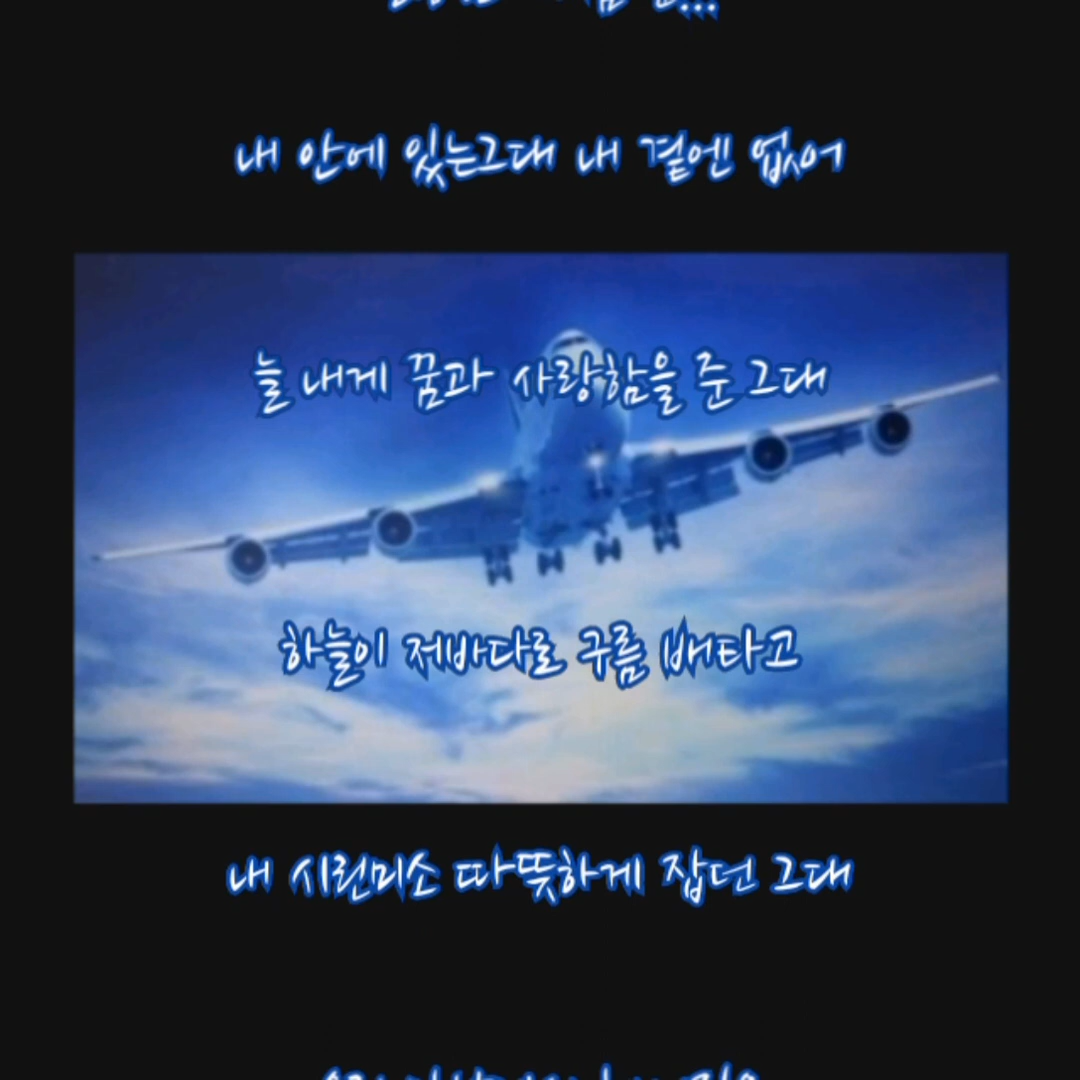 내 안에 있는그대 내 곁엔 없어
늘 내게 꿈과 사랑함을 준 그대
하늘이 저바다로 구름 배타고
내 시린미소 따뜻하게 잡던 그대